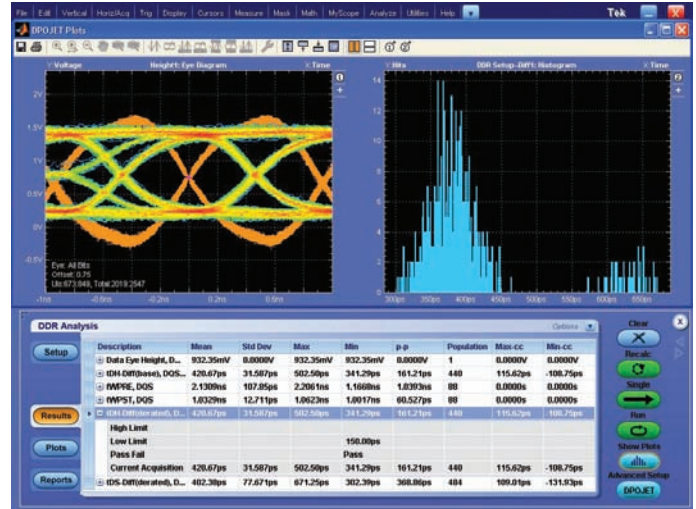 File Edit Vertical Horiz/Acq Trig Display Cursors Measure Mask Math MyScope Analyze Utilities Help Tek
DPOJET Plots
Y:Voltage Height1: Eye Diagram X:Time
Y:Hits DDR Setup-Diff1: Histogram X:Time
2V
1.5V
1V
0.5V
0V
-0.5V
Eye: All Bits
Offset: 0.75
UIs:673:849, Total:2019:2547
-1ns -0.6ns -0.2ns 0.2ns 0.6ns
14
12
10
8
6
4
2
0
300ps 350ps 400ps 450ps 500ps 550ps 600ps 650ps
DDR Analysis Options
Clear
Setup
Description Mean Std Dev Max Min p-p Population Max-cc Min-cc
Data Eye Height, D... 932.35mV 0.0000V 932.35mV 932.35mV 0.0000V 1 0.0000V 0.0000V
Recalc
tDH-Diff(base), DQS... 420.67ps 31.587ps 502.50ps 341.29ps 161.21ps 440 115.62ps -108.75ps
tWPRE, DQS 2.1309ns 107.05ps 2.2061ns 1.1668ns 1.0393ns 88 0.0000s 0.0000s
Single
tWPST, DQS 1.0329ns 12.711ps 1.0623ns 1.0017ns 60.527ps 88 0.0000s 0.0000s
Results
tDH-Diff(derated), D... 420.67ps 31.587ps 502.50ps 341.29ps 161.21ps 440 115.62ps -108.75ps
Run
High Limit
Low Limit 150.00ps
Plots
Pass Fail Pass
Show Plots
Current Acquisition 420.67ps 31.587ps 502.50ps 341.29ps 161.21ps 440 115.62ps -108.75ps
Reports
tDS-Diff(derated), D... 402.38ps 77.671ps 671.25ps 302.39ps 368.86ps 484 109.01ps -131.93ps
Advanced Setup
DPOJET